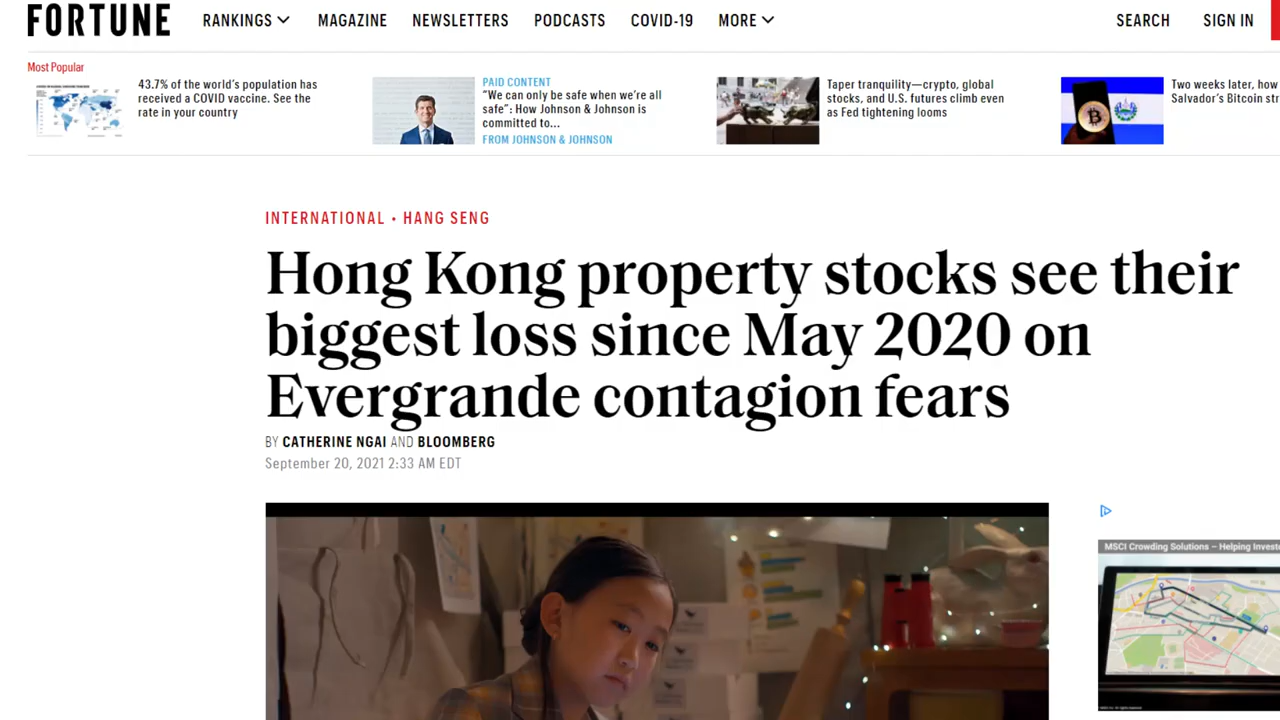 FORTUNE
RANKINGS MAGAZINE NEWSLETTERS PODCASTS COVID-19 MORE SEARCH SIGN IN
Most Popular
43.7% of the world's population has
received a COVID vaccine. See the
rate in your country
PAID CONTENT
“We can only be safe when we're all
safe”: How Johnson & Johnson is
committed to...
FROM JOHNSON & JOHNSON
Taper tranquility—crypto, global
stocks, and U.S. futures climb even
as Fed tightening looms
Two weeks later, how
Salvador's Bitcoin str
INTERNATIONAL • HANG SENG
Hong Kong property stocks see their
biggest loss since May 2020 on
Evergrande contagion fears
BY CATHERINE NGAI AND BLOOMBERG
September 20, 2021 2:33 AM EDT
MSCI Crowding Solutions – Helping Invest